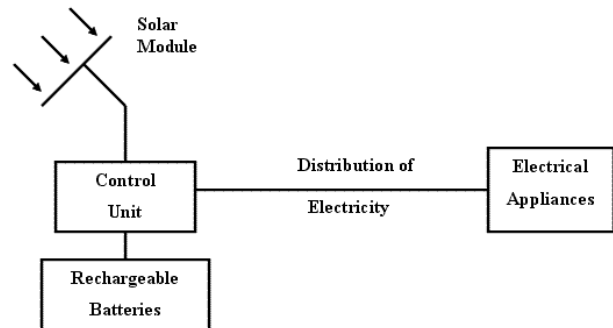 Solar
Module
Control
Unit
Distribution of
Electricity
Electrical
Appliances
Rechargeable
Batteries